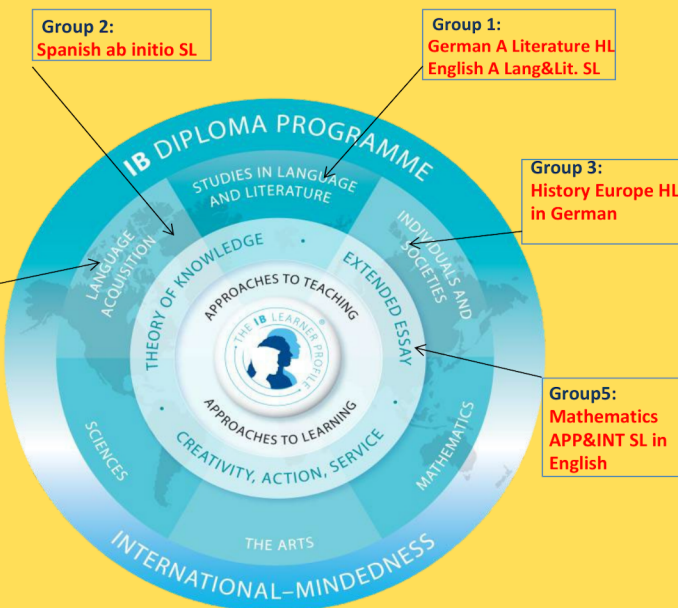 Group 2:
Spanish ab initio SL
Group 1:
German A Literature HL
English A Lang&Lit. SL
Group 3:
History Europe HL
in German
Group5:
Mathematics
APP&INT SL in
English
IB DIPLOMA PROGRAMME
STUDIES IN LANGUAGE
AND LITERATURE
LANGUAGE
ACQUISITION
INDIVIDUALS AND
SOCIETIES
THEORY OF KNOWLEDGE
EXTENDED ESSAY
APPROACHES TO TEACHING
THE IB LEARNER PROFILE
®
APPROACHES TO LEARNING
CREATIVITY, ACTION, SERVICE
SCIENCES
MATHEMATICS
THE ARTS
INTERNATIONAL–MINDEDNESS